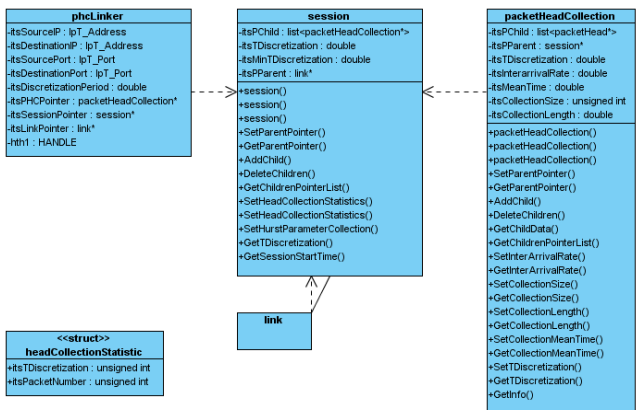 phcLinker
-itsSourceIP : IpT_Address
-itsDestinationIP : IpT_Address
-itsSourcePort : IpT_Port
-itsDestinationPort : IpT_Port
-itsDiscretizationPeriod : double
-itsPHCPointer : packetHeadCollection*
-itsSessionPointer : session*
-itsLinkPointer : link*
-hth1 : HANDLE
session
-itsPChild : list<packetHeadCollection*>
-itsTDiscretization : double
-itsMinTDiscretization : double
-itsPParent : link*
+session()
+session()
+session()
+SetParentPointer()
+GetParentPointer()
+AddChild()
+DeleteChildren()
+GetChildrenPointerList()
+SetHeadCollectionStatistics()
+SetHeadCollectionStatistics()
+SetHurstParameterCollection()
+GetTDiscretization()
+GetSessionStartTime()
packetHeadCollection
-itsPChild : list<packetHead*>
-itsPParent : session*
-itsTDiscretization : double
-itsInterarrivalRate : double
-itsMeanTime : double
-itsCollectionSize : unsigned int
-itsCollectionLength : double
+packetHeadCollection()
+packetHeadCollection()
+packetHeadCollection()
+SetParentPointer()
+GetParentPointer()
+AddChild()
+DeleteChildren()
+GetChildData()
+GetChildrenPointerList()
+SetInterArrivalRate()
+GetInterArrivalRate()
+SetCollectionSize()
+GetCollectionSize()
+SetCollectionLength()
+GetCollectionLength()
+SetCollectionMeanTime()
+GetCollectionMeanTime()
+SetTDiscretization()
+GetTDiscretization()
+GetInfo()
link
<<struct>>
headCollectionStatistic
+itsTDiscretization : unsigned int
+itsPacketNumber : unsigned int